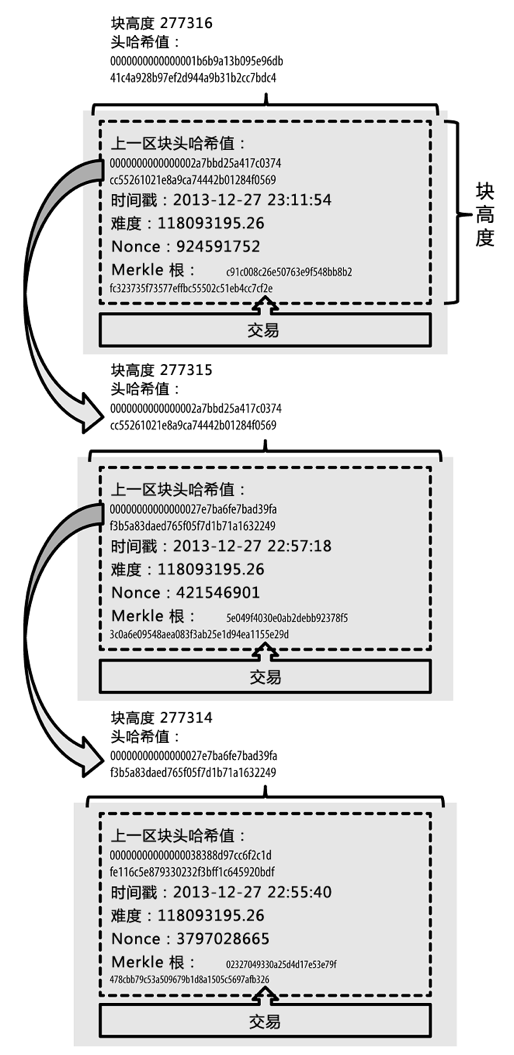 块高度 277316
头哈希值：
0000000000000001b6b9a13b095e96db
41c4a928b97ef2d944a9b31b2cc7bdc4
上一区块头哈希值：
0000000000000002a7bbd25a417c0374
cc55261021e8a9ca74442b01284f0569
时间戳：2013-12-27 23:11:54
难度：118093195.26
Nonce：924591752
Merkle 根： c91c008c26e50763e9f548bb8b2
fc323735f73577effbc55502c51eb4cc7cf2e
交易
块高度
块高度 277315
头哈希值：
0000000000000002a7bbd25a417c0374
cc55261021e8a9ca74442b01284f0569
上一区块头哈希值：
00000000000000027e7ba6fe7bad39fa
f3b5a83daed765f05f7d1b71a1632249
时间戳：2013-12-27 22:57:18
难度：118093195.26
Nonce：421546901
Merkle 根： 5e049f4030e0ab2debb92378f5
3c0a6e09548aea083f3ab25e1d94ea1155e29d
交易
块高度 277314
头哈希值：
00000000000000027e7ba6fe7bad39fa
f3b5a83daed765f05f7d1b71a1632249
上一区块头哈希值：
00000000000000038388d97cc6f2c1d
fe116c5e879330232f3bff1c645920bdf
时间戳：2013-12-27 22:55:40
难度：118093195.26
Nonce：3797028665
Merkle 根： 02327049330a25d4d17e53e79f
478cbb79c53a509679b1d8a1505c5697afb326
交易